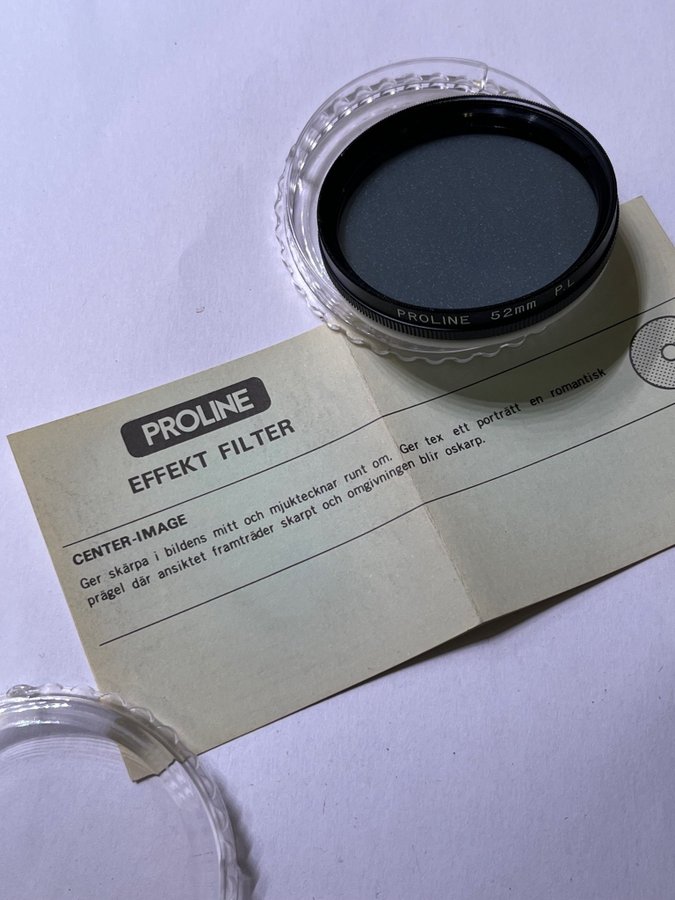 PROLINE 52mm P.L
PROLINE
EFFEKT FILTER
CENTER-IMAGE
Ger skärpa i bildens mitt och mjuktecknar runt om. Ger tex ett porträtt en romantisk
prägel där ansiktet framträder skarpt och omgivningen blir oskarp.